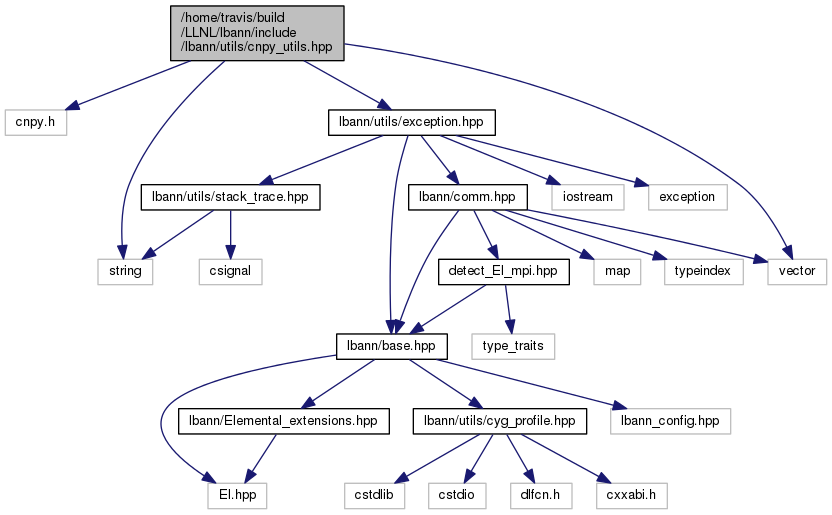 /home/travis/build
/LLNL/lbann/include
/lbann/utils/cnpy_utils.hpp
cnpy.h
lbann/utils/exception.hpp
lbann/utils/stack_trace.hpp
lbann/comm.hpp
iostream
exception
string
csignal
detect_El_mpi.hpp
map
typeindex
vector
lbann/base.hpp
type_traits
lbann/Elemental_extensions.hpp
lbann/utils/cyg_profile.hpp
lbann_config.hpp
El.hpp
cstdlib
cstdio
dlfcn.h
cxxabi.h